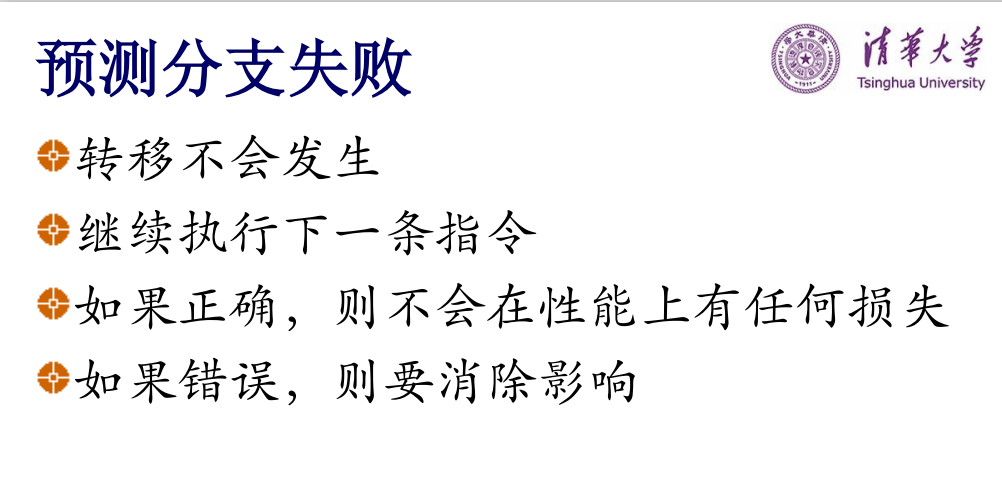 预测分支失败
清华大学
Tsinghua University
转移不会发生
继续执行下一条指令
如果正确，则不会在性能上有任何损失
如果错误，则要消除影响